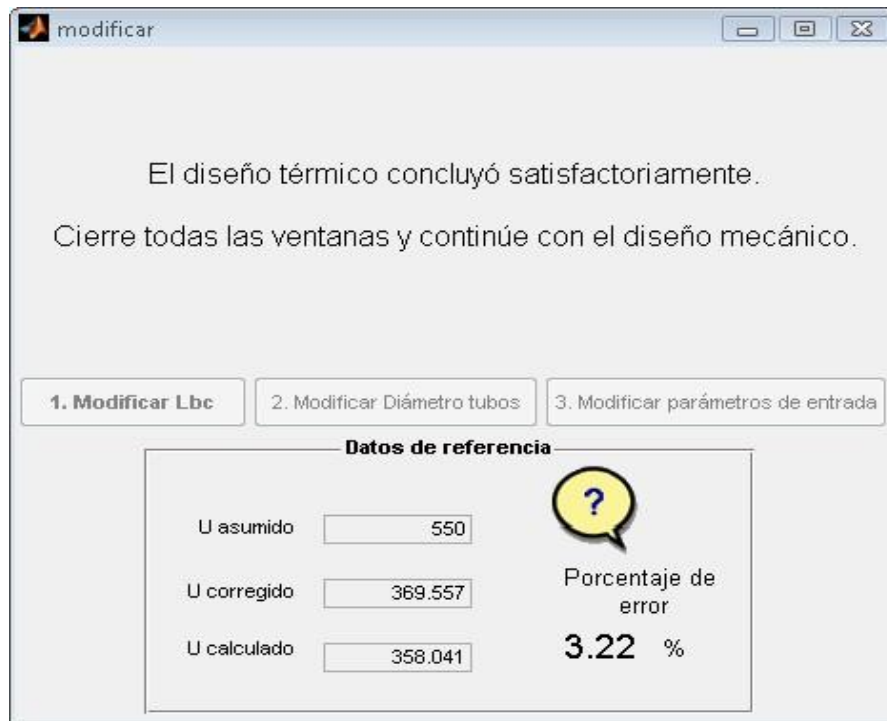 modificar
El diseño térmico concluyó satisfactoriamente.
Cierre todas las ventanas y continúe con el diseño mecánico.
1. Modificar Lbc
2. Modificar Diámetro tubos
3. Modificar parámetros de entrada
Datos de referencia
?
U asumido 550
U corregido 369.557
U calculado 358.041
Porcentaje de
error
3.22 %